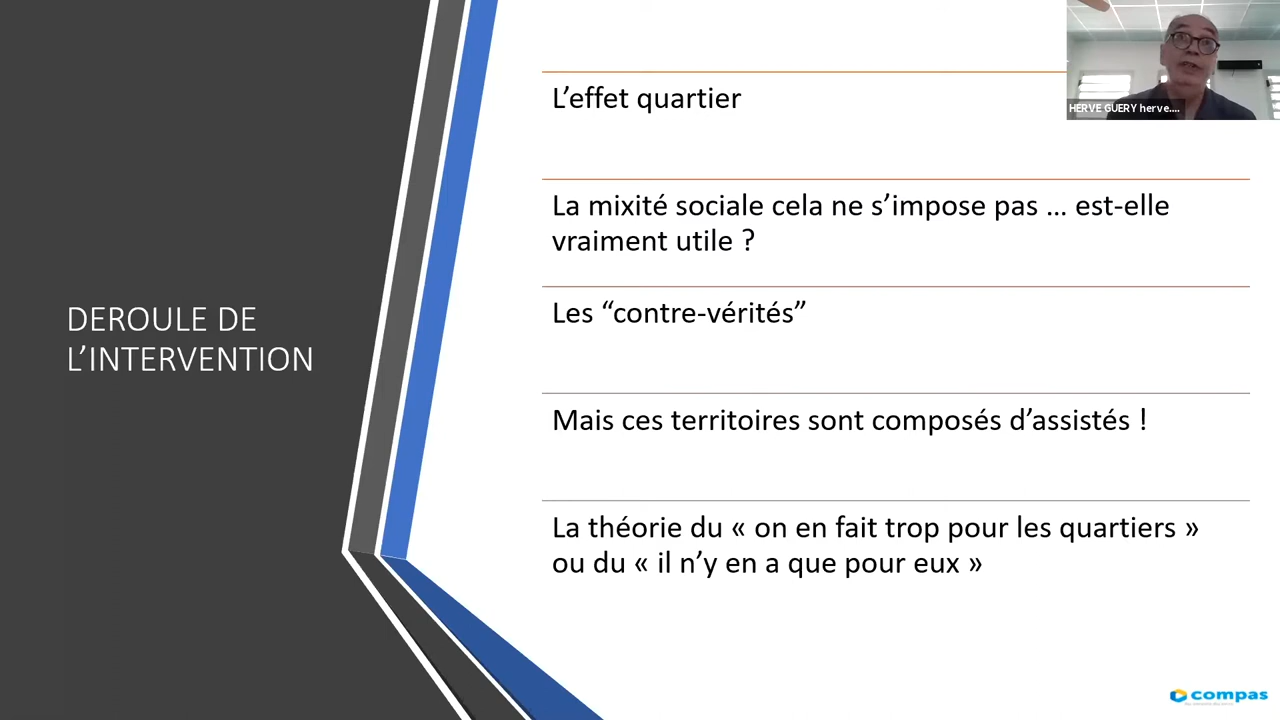 DEROULE DE
L’INTERVENTION
L’effet quartier
La mixité sociale cela ne s’impose pas … est-elle
vraiment utile ?
Les “contre-vérités”
Mais ces territoires sont composés d’assistés !
La théorie du « on en fait trop pour les quartiers »
ou du « il n’y en a que pour eux »
HERVE GUERY herve....
compas